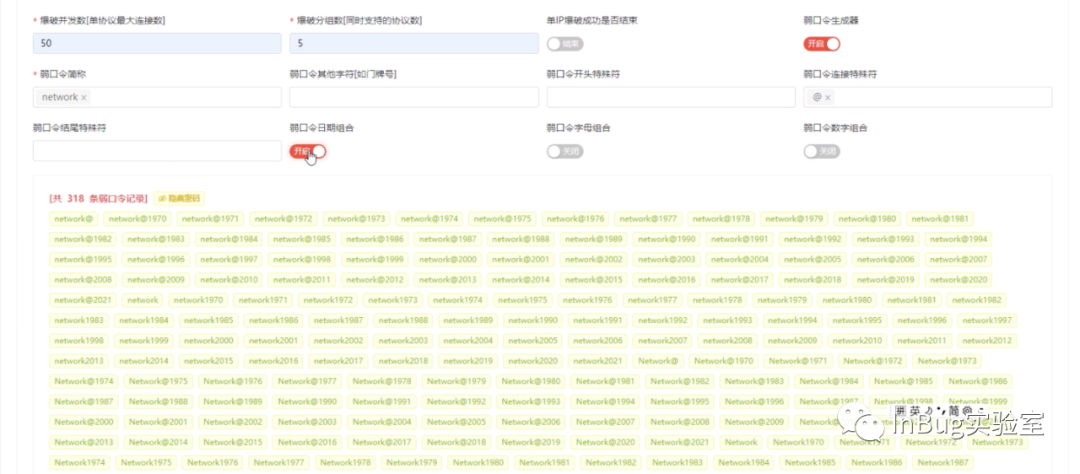 * 爆破并发数[单协议最大连接数] * 爆破分组数[同时支持的协议数] 单IP爆破成功是否结束 弱口令生成器
50 5 结束 开启
* 弱口令简称 弱口令其他字符[如门牌号] 弱口令开头特殊符 弱口令连接特殊符
network × @ ×
弱口令结尾特殊符 弱口令日期组合 弱口令字母组合 弱口令数字组合
开启 关闭 关闭
[共 318 条弱口令记录] 隐藏密码
network@ network@1970 network@1971 network@1972 network@1973 network@1974 network@1975 network@1976 network@1977 network@1978 network@1979 network@1980 network@1981
network@1982 network@1983 network@1984 network@1985 network@1986 network@1987 network@1988 network@1989 network@1990 network@1991 network@1992 network@1993 network@1994
network@1995 network@1996 network@1997 network@1998 network@1999 network@2000 network@2001 network@2002 network@2003 network@2004 network@2005 network@2006 network@2007
network@2008 network@2009 network@2010 network@2011 network@2012 network@2013 network@2014 network@2015 network@2016 network@2017 network@2018 network@2019 network@2020
network@2021 network network1970 network1971 network1972 network1973 network1974 network1975 network1976 network1977 network1978 network1979 network1980 network1981 network1982
network1983 network1984 network1985 network1986 network1987 network1988 network1989 network1990 network1991 network1992 network1993 network1994 network1995 network1996 network1997
network1998 network1999 network2000 network2001 network2002 network2003 network2004 network2005 network2006 network2007 network2008 network2009 network2010 network2011 network2012
network2013 network2014 network2015 network2016 network2017 network2018 network2019 network2020 network2021 Network@ Network@1970 Network@1971 Network@1972 Network@1973
Network@1974 Network@1975 Network@1976 Network@1977 Network@1978 Network@1979 Network@1980 Network@1981 Network@1982 Network@1983 Network@1984 Network@1985 Network@1986
Network@1987 Network@1988 Network@1989 Network@1990 Network@1991 Network@1992 Network@1993 Network@1994 Network@1995 Network@1996 Network@1997 Network@1998 Network@1999
Network@2000 Network@2001 Network@2002 Network@2003 Network@2004 Network@2005 Network@2006 Network@2007 Network@2008 Network@2009
Network@2013 Network@2014 Network@2015 Network@2016 Network@2017 Network@2018 Network@2019 Network@2020 Network@2021 Network Network1970 Network1971 Network1972 Network1973
Network1974 Network1975 Network1976 Network1977 Network1978 Network1979 Network1980 Network1981 Network1982 Network1983 Network1984 Network1985 Network1986 Network1987
英 简
InBug实验室